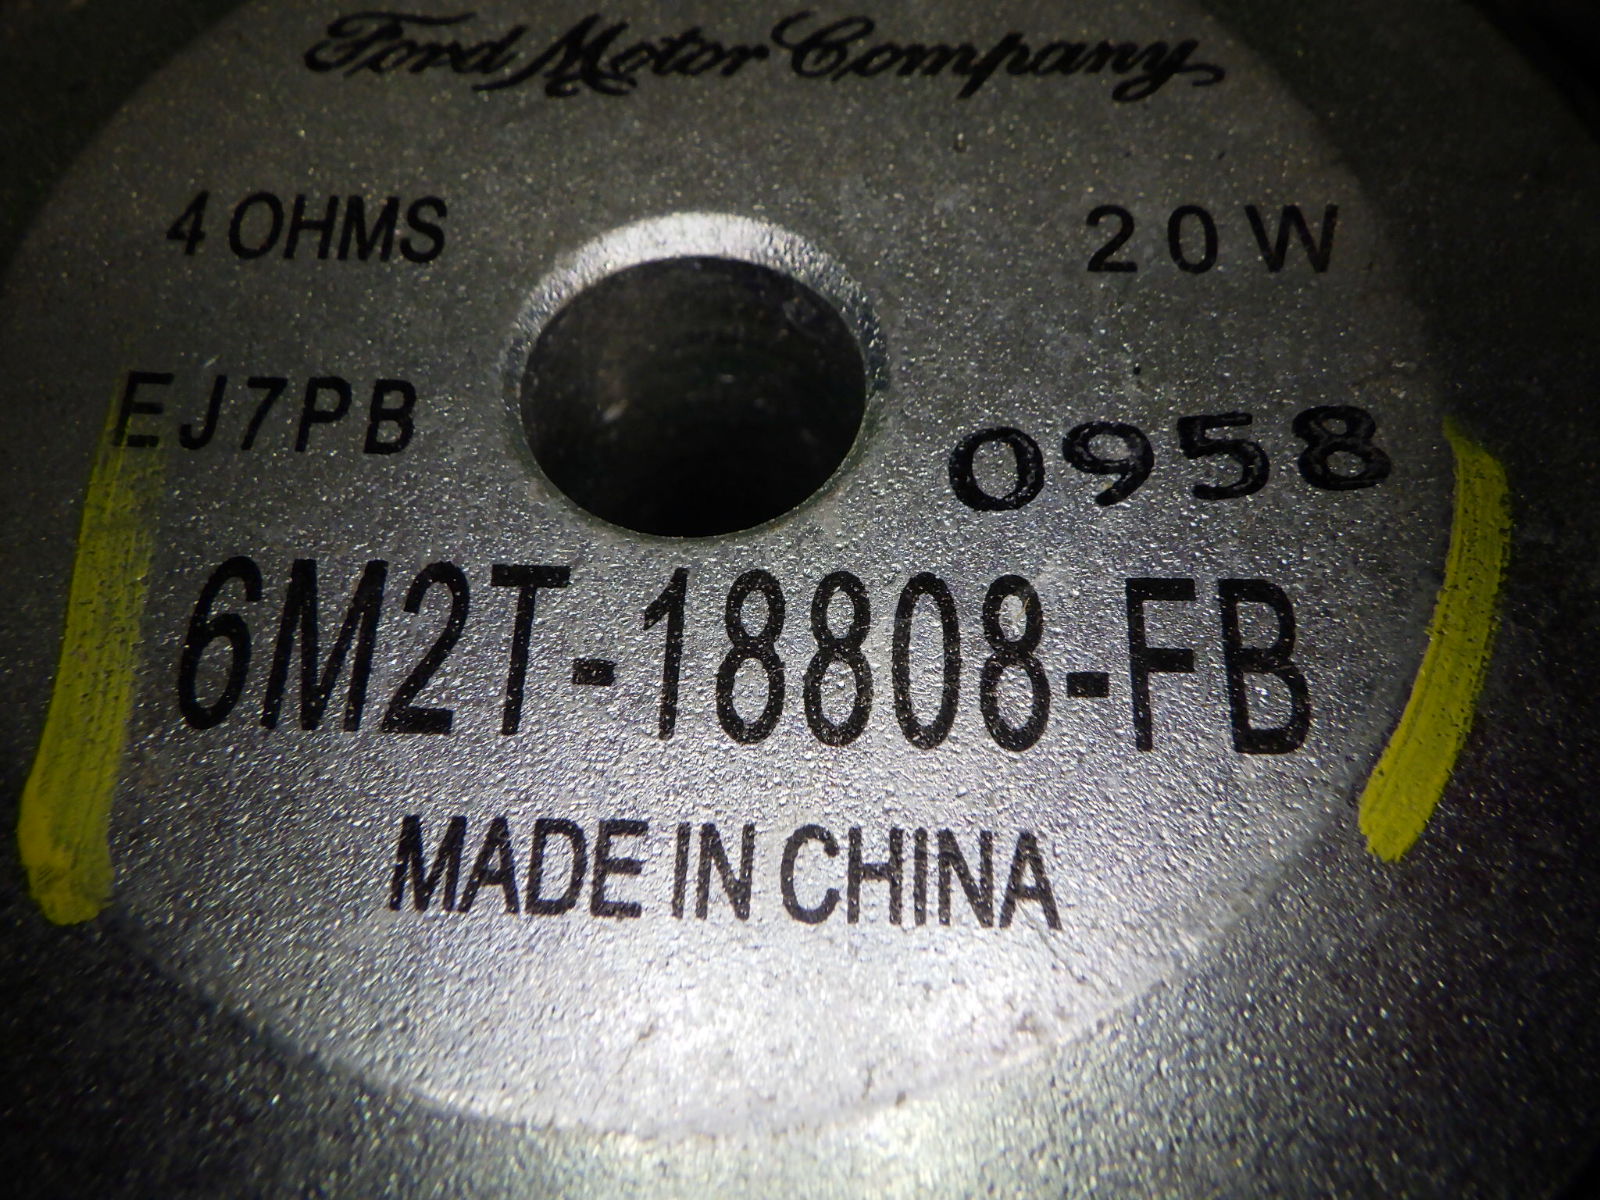 Ford Motor Company
4 OHMS 20W
EJ7PB 0958
6M2T-18808-FB
MADE IN CHINA